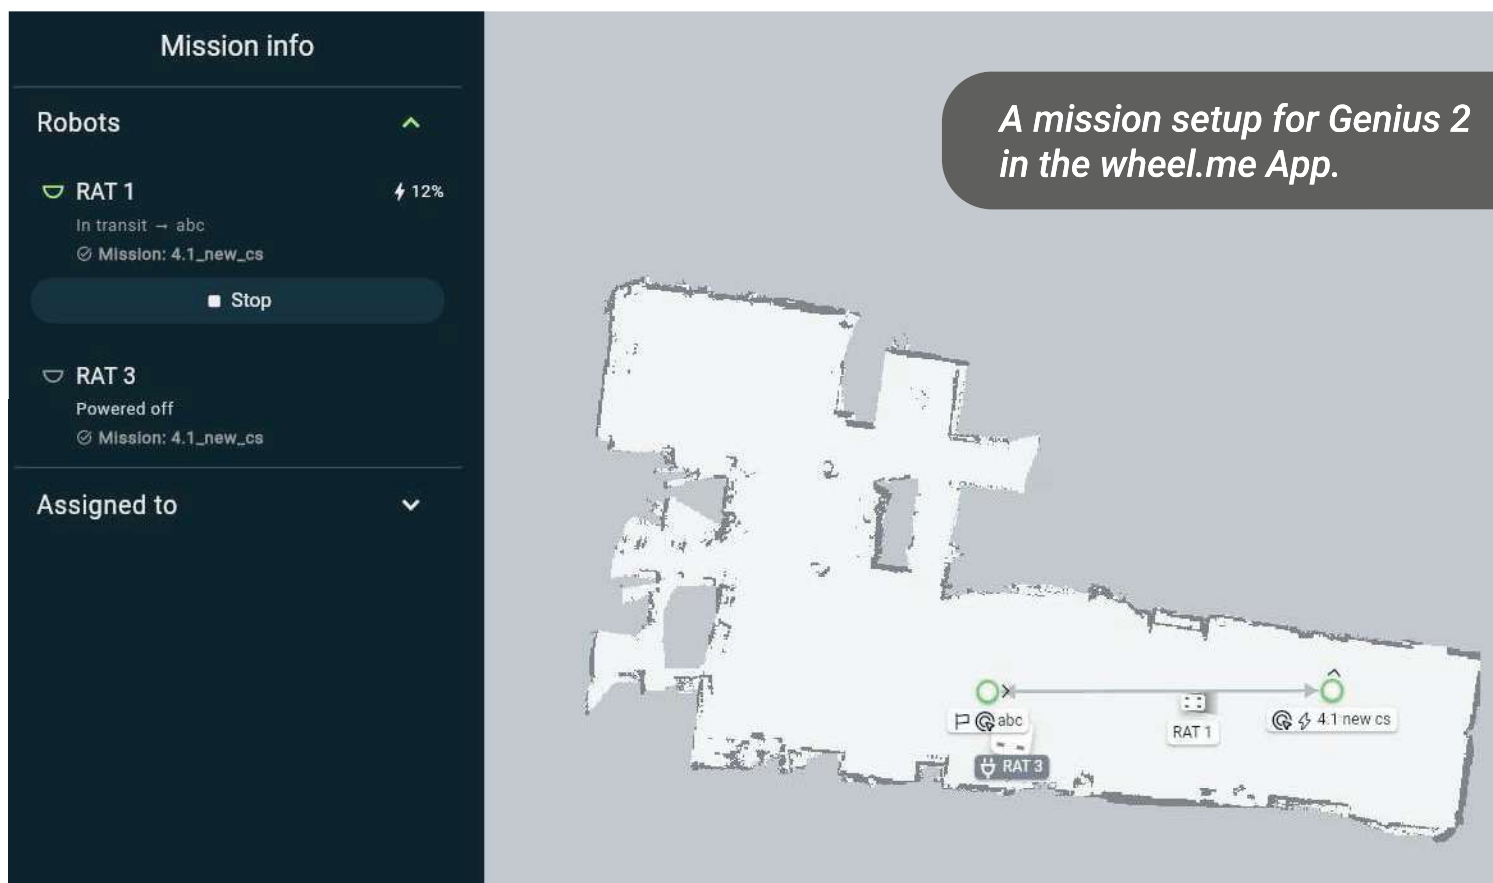 Mission info
Robots
RAT 1
12%
In transit → abc
Mission: 4.1_new_cs
Stop
RAT 3
Powered off
Mission: 4.1_new_cs
Assigned to
A mission setup for Genius 2
in the wheel.me App.
abc
RAT 3
RAT 1
4.1 new cs